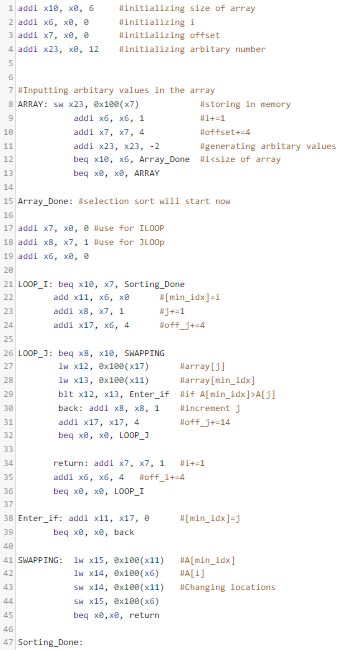 1 addi x10, x0, 6 #initializing size of array
2 addi x6, x0, 0 #initializing i
3 addi x7, x0, 0 #initializing offset
4 addi x23, x0, 12 #initializing arbitary number
5
6
7 #Inputting arbitary values in the array
8 ARRAY: sw x23, 0x100(x7) #storing in memory
9 addi x6, x6, 1 #i+=1
10 addi x7, x7, 4 #offset+=4
11 addi x23, x23, -2 #generating arbitary values
12 beq x10, x6, Array_Done #i<size of array
13 beq x0, x0, ARRAY
14
15 Array_Done: #selection sort will start now
16
17 addi x7, x0, 0 #use for ILOOP
18 addi x8, x7, 1 #use for JLOOp
19 addi x6, x0, 0
20
21 LOOP_I: beq x10, x7, Sorting_Done
22 add x11, x6, x0 #[min_idx]=i
23 addi x8, x7, 1 #j+=1
24 addi x17, x6, 4 #off_j+=4
25
26 LOOP_J: beq x8, x10, SWAPPING
27 lw x12, 0x100(x17) #array[j]
28 lw x13, 0x100(x11) #array[min_idx]
29 blt x12, x13, Enter_if #if A[min_idx]>A[j]
30 back: addi x8, x8, 1 #increment j
31 addi x17, x17, 4 #off_j+=14
32 beq x0, x0, LOOP_J
33
34 return: addi x7, x7, 1 #i+=1
35 addi x6, x6, 4 #off_i+=4
36 beq x0, x0, LOOP_I
37
38 Enter_if: addi x11, x17, 0 #[min_idx]=j
39 beq x0, x0, back
40
41 SWAPPING: lw x15, 0x100(x11) #A[min_idx]
42 lw x14, 0x100(x6) #A[i]
43 sw x14, 0x100(x11) #Changing locations
44 sw x15, 0x100(x6)
45 beq x0,x0, return
46
47 Sorting_Done: